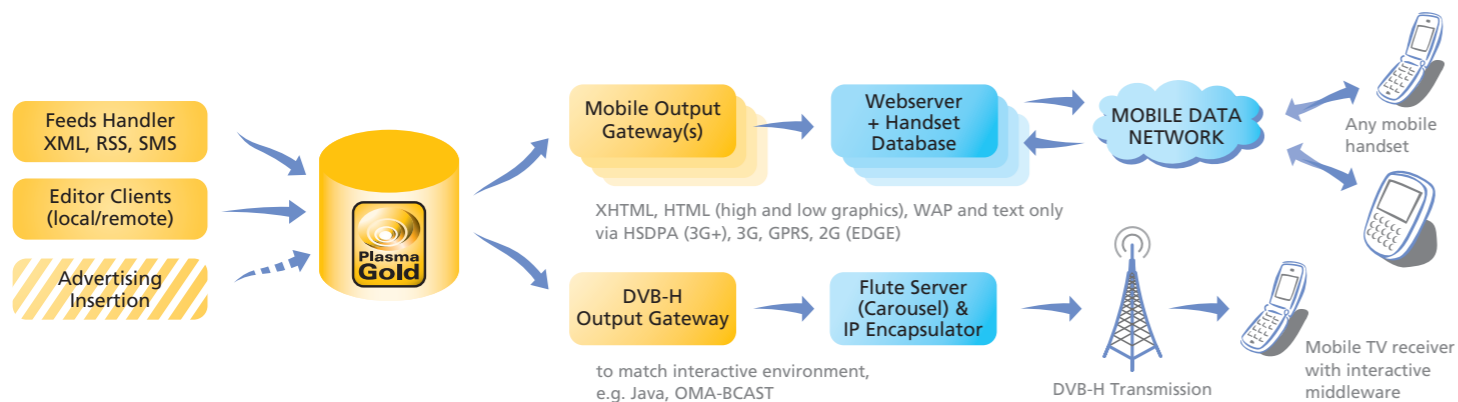 Feeds Handler
XML, RSS, SMS
Editor Clients
(local/remote)
Advertising
Insertion
Plasma
Gold
Mobile Output
Gateway(s)
Webserver
+ Handset
Database
MOBILE DATA
NETWORK
Any mobile
handset
XHTML, HTML (high and low graphics), WAP and text only
via HSDPA (3G+), 3G, GPRS, 2G (EDGE)
DVB-H
Output Gateway
Flute Server
(Carousel) &
IP Encapsulator
to match interactive environment,
e.g. Java, OMA-BCAST
DVB-H Transmission
Mobile TV receiver
with interactive
middleware